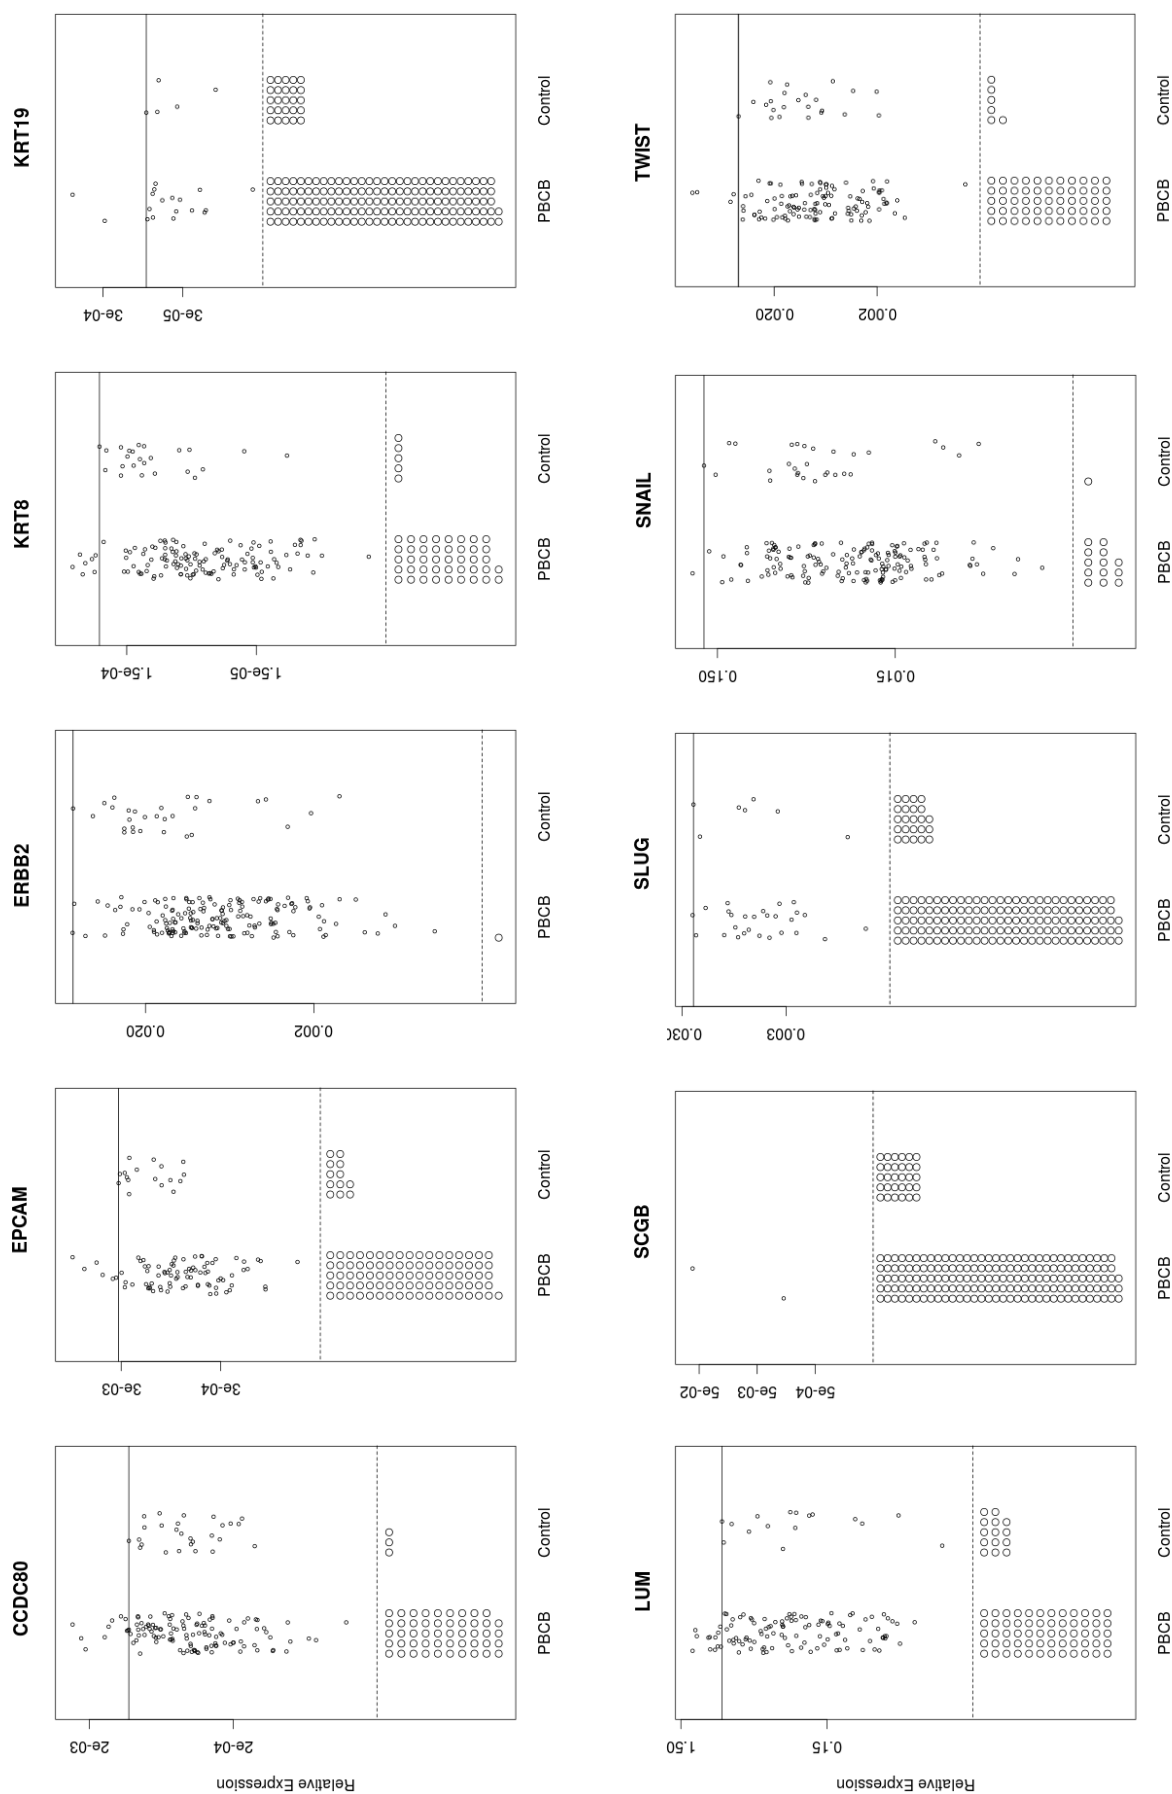 CCDC80
EPCAM
ERBB2
KRT8
KRT19
Relative Expression
2e-03
2e-04
3e-03
3e-04
0.020
0.002
1.5e-04
1.5e-05
3e-04
3e-05
PBCB
Control
PBCB
Control
PBCB
Control
PBCB
Control
PBCB
Control
LUM
SCGB
SLUG
SNAIL
TWIST
Relative Expression
1.50
0.15
5e-02
5e-03
5e-04
0.030
0.003
0.150
0.015
0.020
0.002
PBCB
Control
PBCB
Control
PBCB
Control
PBCB
Control
PBCB
Control